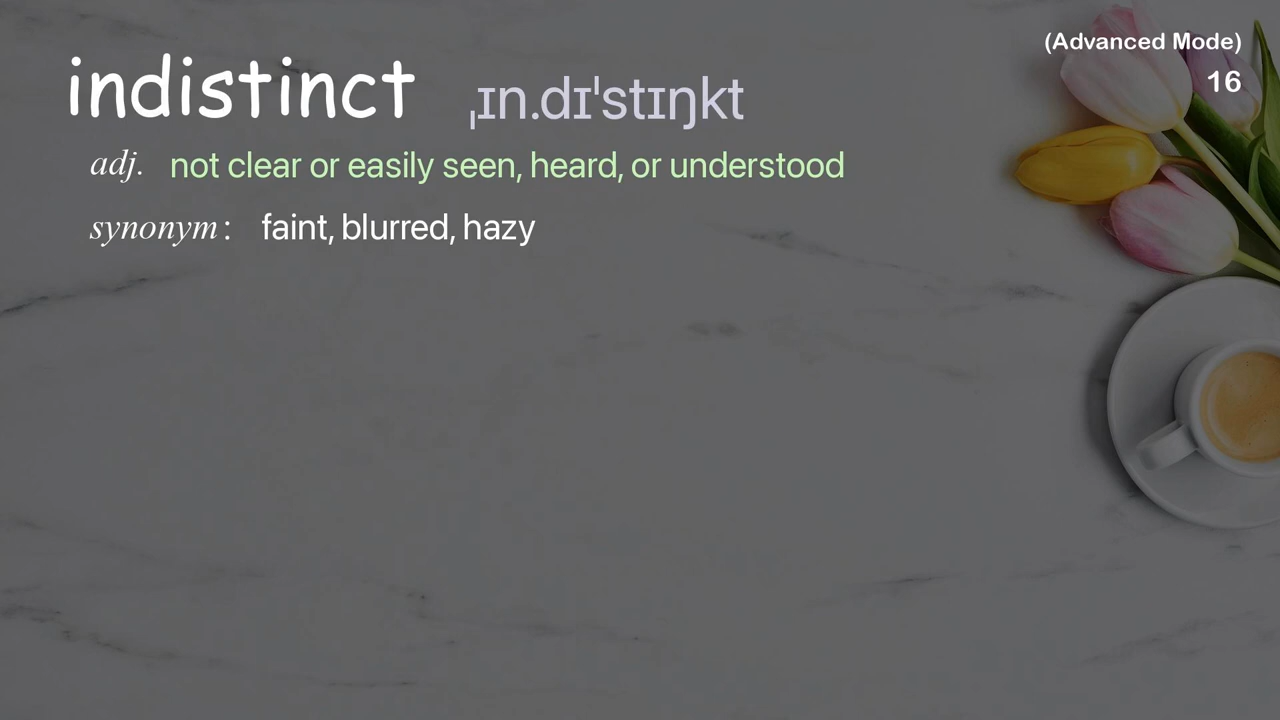 (Advanced Mode)
16
indistinct ˌɪn.dɪˈstɪŋkt
adj. not clear or easily seen, heard, or understood
synonym: faint, blurred, hazy